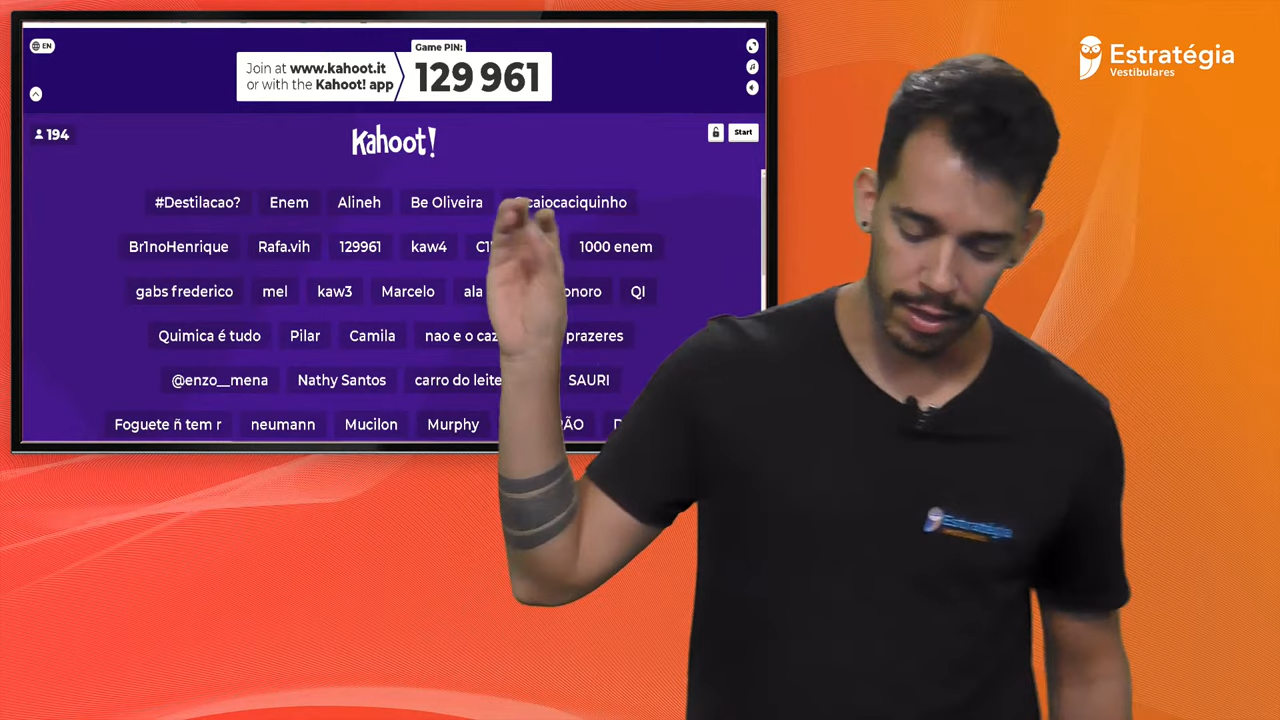 EN
Game PIN:
Join at www.kahoot.it
or with the Kahoot! app
129 961
Estratégia
Vestibulares
194
Kahoot!
Start
#Destilacao? Enem Alineh Be Oliveira caiocaciquinho
Br1noHenrique Rafa.vih 129961 kaw4 1000 enem
gabs frederico mel kaw3 Marcelo ala onoro QI
Quimica é tudo Pilar Camila nao e o caz prazeres
@enzo__mena Nathy Santos carro do leite SAURI
Foguete ñ tem r neumann Mucilon Murphy
Estratégia